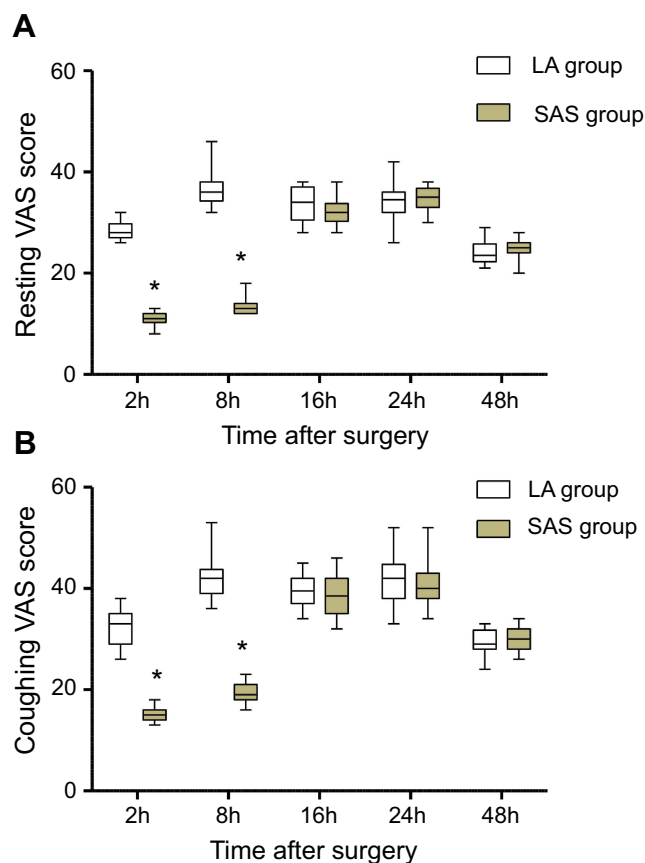 A
60
40
20
0
Resting VAS score
LA group
SAS group
*
*
2h 8h 16h 24h 48h
Time after surgery
B
60
40
20
0
Coughing VAS score
LA group
SAS group
*
*
2h 8h 16h 24h 48h
Time after surgery